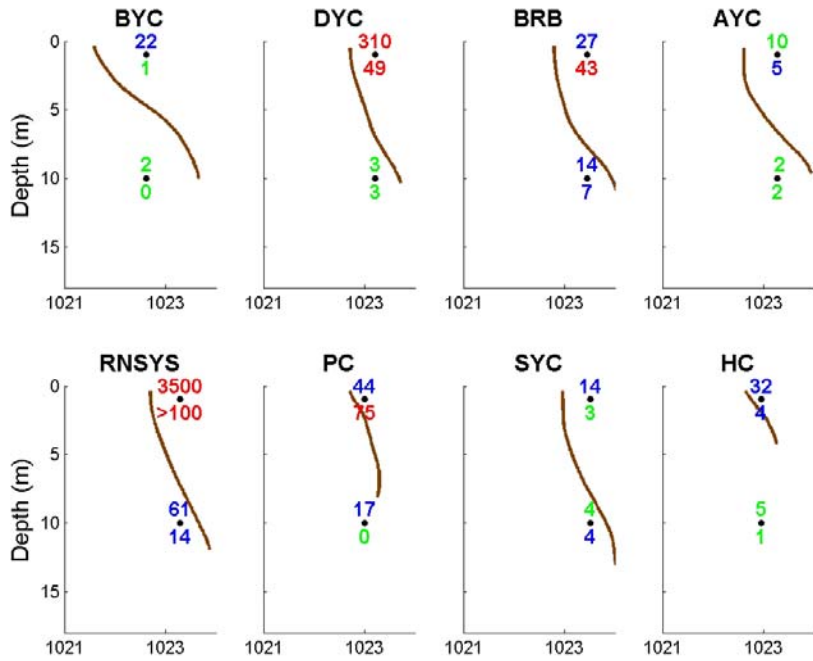 BYC DYC BRB AYC
0 22 310 27 10
1 49 43 5
5
2 3 14 2
10
0 3 7 2
15
Depth (m)
1021 1023 1021 1023 1021 1023 1021 1023
RNSYS PC SYC HC
0 3500 44 14 32
>100 75 3 4
5
61 17 4 5
10
14 0 4 1
15
Depth (m)
1021 1023 1021 1023 1021 1023 1021 1023